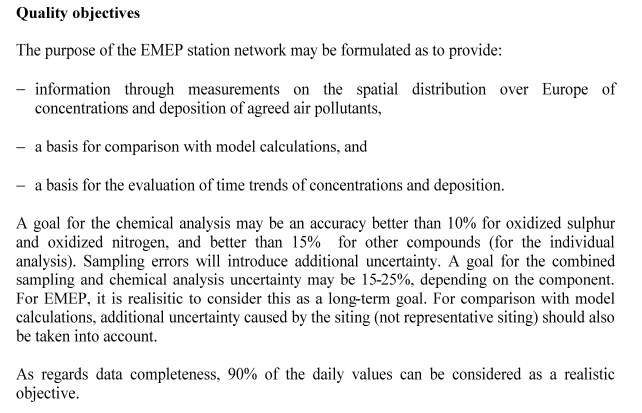 Quality objectives
The purpose of the EMEP station network may be formulated as to provide:
– information through measurements on the spatial distribution over Europe of
concentrations and deposition of agreed air pollutants,
– a basis for comparison with model calculations, and
– a basis for the evaluation of time trends of concentrations and deposition.
A goal for the chemical analysis may be an accuracy better than 10% for oxidized sulphur
and oxidized nitrogen, and better than 15% for other compounds (for the individual
analysis). Sampling errors will introduce additional uncertainty. A goal for the combined
sampling and chemical analysis uncertainty may be 15-25%, depending on the component.
For EMEP, it is realisitic to consider this as a long-term goal. For comparison with model
calculations, additional uncertainty caused by the siting (not representative siting) should also
be taken into account.
As regards data completeness, 90% of the daily values can be considered as a realistic
objective.